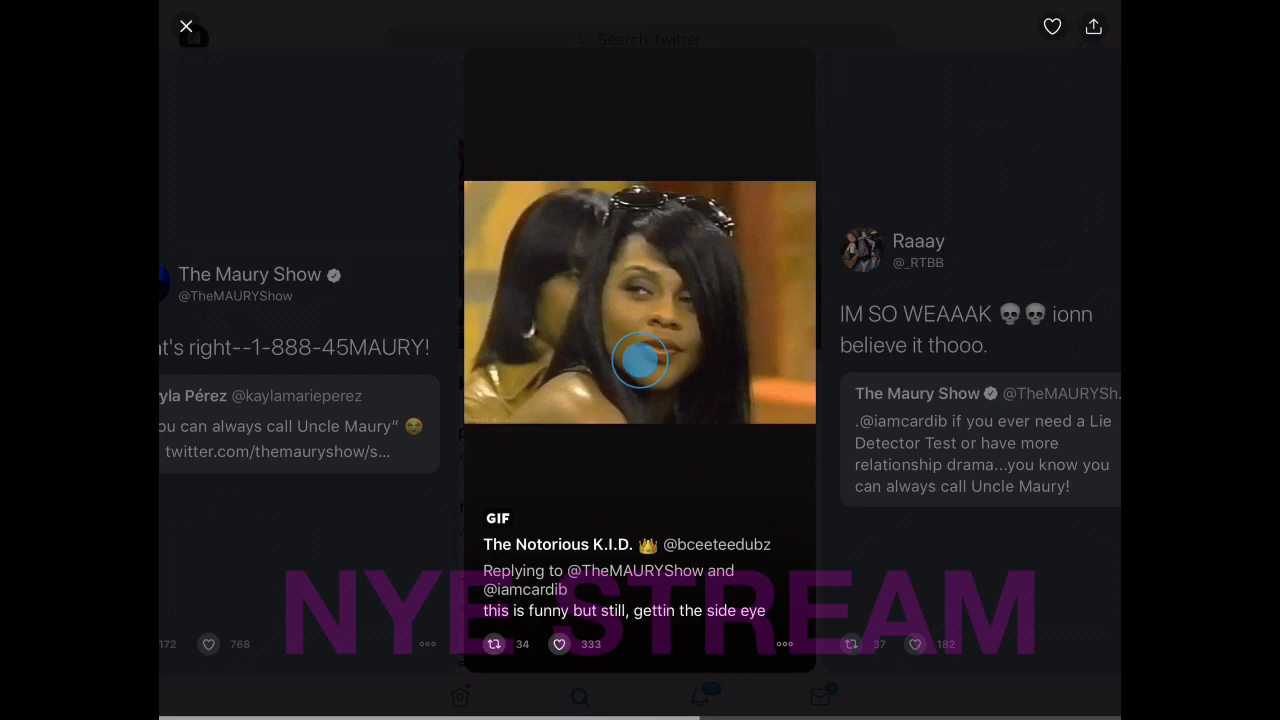 Search Twitter
The Maury Show
@TheMAURYShow
t's right--1-888-45MAURY!
yla Pérez @kaylamarieperez
ou can always call Uncle Maury” 😭
twitter.com/themauryshow/s...
172 768
GIF
The Notorious K.I.D. 👑 @bceeteedubz
Replying to @TheMAURYShow and
@iamcardib
this is funny but still, gettin the side eye
34 333
Raaay
@_RTBB
IM SO WEAAAK 💀💀 ionn
believe it thooo.
The Maury Show @TheMAURYSh.
.@iamcardib if you ever need a Lie
Detector Test or have more
relationship drama...you know you
can always call Uncle Maury!
37 182
NYE STREAM
10
3